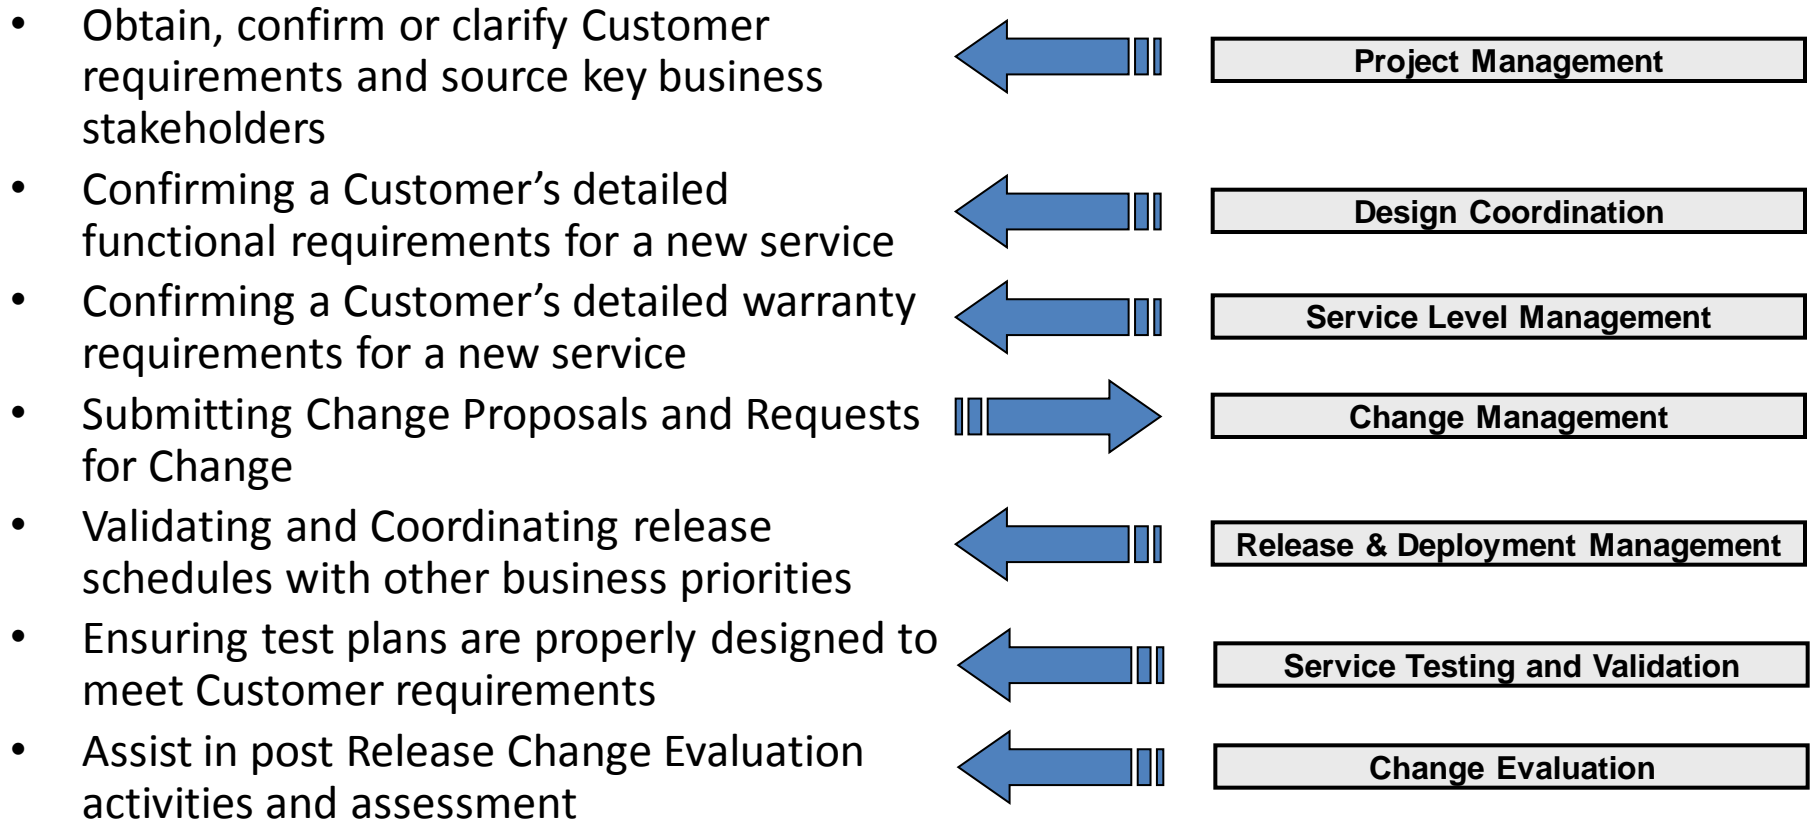 • Obtain, confirm or clarify Customer
requirements and source key business
stakeholders
Project Management
• Confirming a Customer’s detailed
functional requirements for a new service
Design Coordination
• Confirming a Customer’s detailed warranty
requirements for a new service
Service Level Management
• Submitting Change Proposals and Requests
for Change
Change Management
• Validating and Coordinating release
schedules with other business priorities
Release & Deployment Management
• Ensuring test plans are properly designed to
meet Customer requirements
Service Testing and Validation
• Assist in post Release Change Evaluation
activities and assessment
Change Evaluation